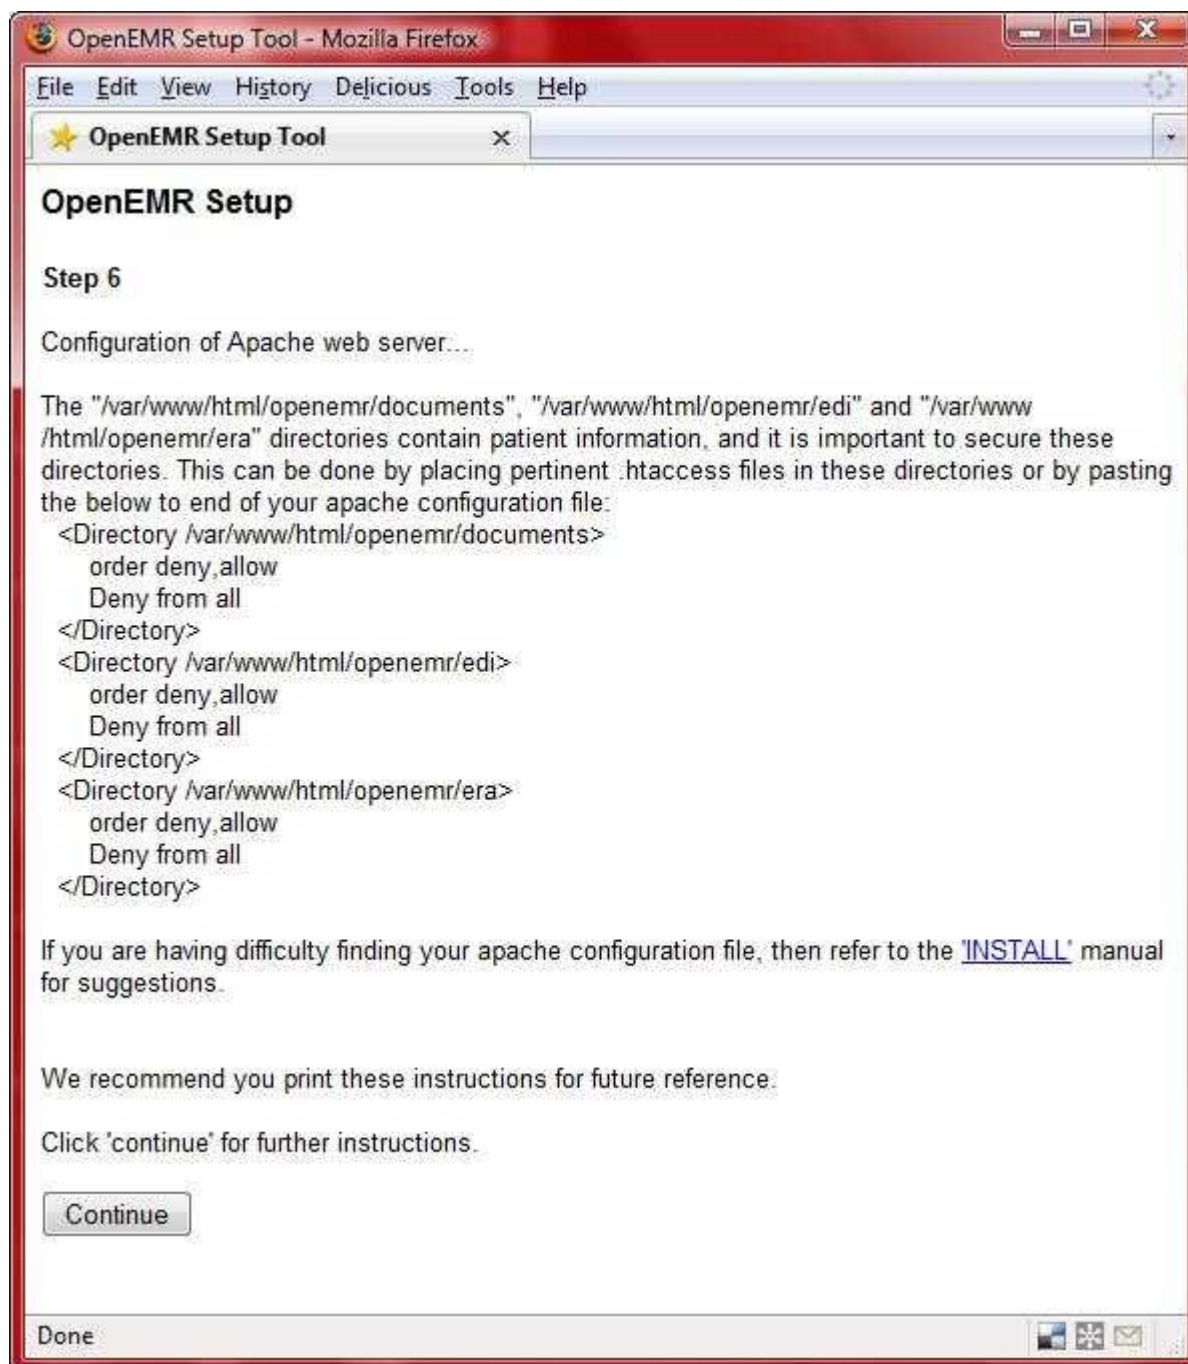 OpenEMR Setup Tool - Mozilla Firefox
File Edit View History Delicious Tools Help
OpenEMR Setup Tool
OpenEMR Setup
Step 6
Configuration of Apache web server...
The "/var/www/html/openemr/documents", "/var/www/html/openemr/edi" and "/var/www
/html/openemr/era" directories contain patient information, and it is important to secure these
directories. This can be done by placing pertinent .htaccess files in these directories or by pasting
the below to end of your apache configuration file:
<Directory /var/www/html/openemr/documents>
order deny,allow
Deny from all
</Directory>
<Directory /var/www/html/openemr/edi>
order deny,allow
Deny from all
</Directory>
<Directory /var/www/html/openemr/era>
order deny,allow
Deny from all
</Directory>
If you are having difficulty finding your apache configuration file, then refer to the 'INSTALL' manual
for suggestions.
We recommend you print these instructions for future reference.
Click 'continue' for further instructions.
Continue
Done